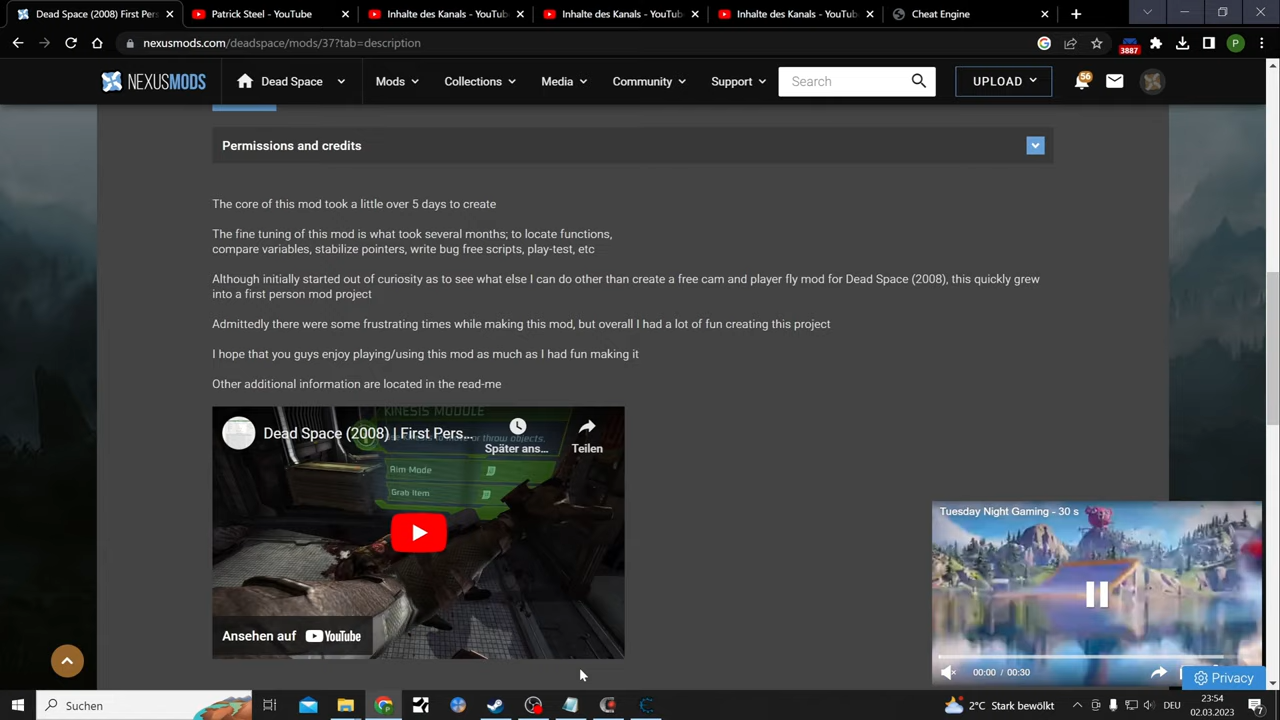 Dead Space (2008) First Pers
Patrick Steel - YouTube
Inhalte des Kanals - YouTub
Inhalte des Kanals - YouTub
Inhalte des Kanals - YouTub
Cheat Engine
nexusmods.com/deadspace/mods/37?tab=description
3887
P
NEXUSMODS
Dead Space
Mods
Collections
Media
Community
Support
Search
UPLOAD
56
Permissions and credits
The core of this mod took a little over 5 days to create
The fine tuning of this mod is what took several months; to locate functions,
compare variables, stabilize pointers, write bug free scripts, play-test, etc
Although initially started out of curiosity as to see what else I can do other than create a free cam and player fly mod for Dead Space (2008), this quickly grew
into a first person mod project
Admittedly there were some frustrating times while making this mod, but overall I had a lot of fun creating this project
I hope that you guys enjoy playing/using this mod as much as I had fun making it
Other additional information are located in the read-me
KINESIS MODULE
Dead Space (2008) | First Pers...
or throw objects.
Später ans...
Teilen
Aim Mode
Grab Item
Ansehen auf YouTube
Tuesday Night Gaming - 30 s
00:00 / 00:30
Privacy
Suchen
2°C Stark bewölkt
DEU
23:54
02.03.2023
7